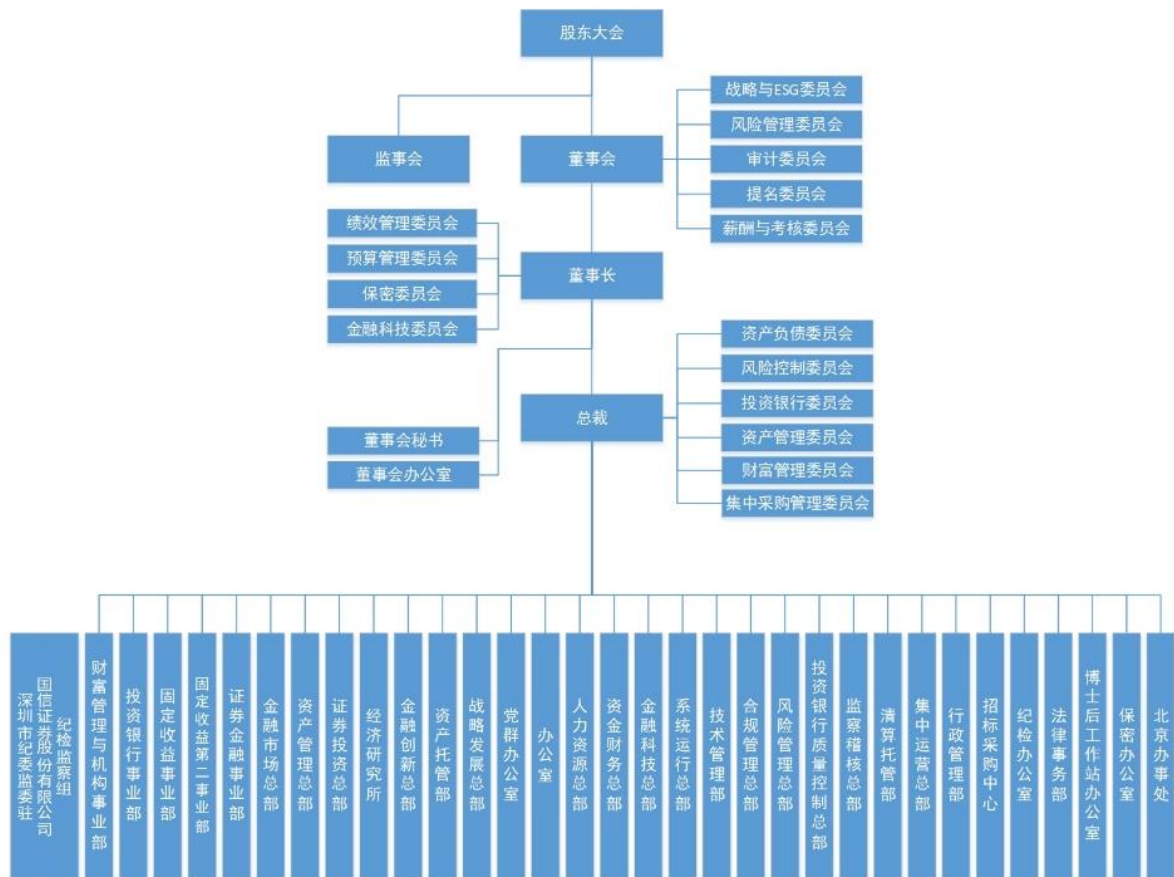 股东大会
战略与ESG委员会
风险管理委员会
监事会
董事会
审计委员会
提名委员会
薪酬与考核委员会
绩效管理委员会
预算管理委员会
董事长
保密委员会
金融科技委员会
资产负债委员会
风险控制委员会
总裁
投资银行委员会
资产管理委员会
董事会秘书
财富管理委员会
董事会办公室
集中采购管理委员会
深圳市纪委监委驻
国信证券股份有限公司
纪检监察组
财富管理与机构事业部
投资银行事业部
固定收益事业部
固定收益第二事业部
证券金融事业部
金融市场总部
资产管理总部
证券投资总部
经济研究所
金融创新总部
资产托管部
战略发展总部
党群办公室
办公室
人力资源总部
资金财务总部
金融科技总部
系统运行总部
技术管理部
合规管理总部
风险管理总部
投资银行质量控制总部
监察稽核总部
清算托管部
集中运营总部
行政管理部
招标采购中心
纪检办公室
法律事务部
博士后工作站办公室
保密办公室
北京办事处